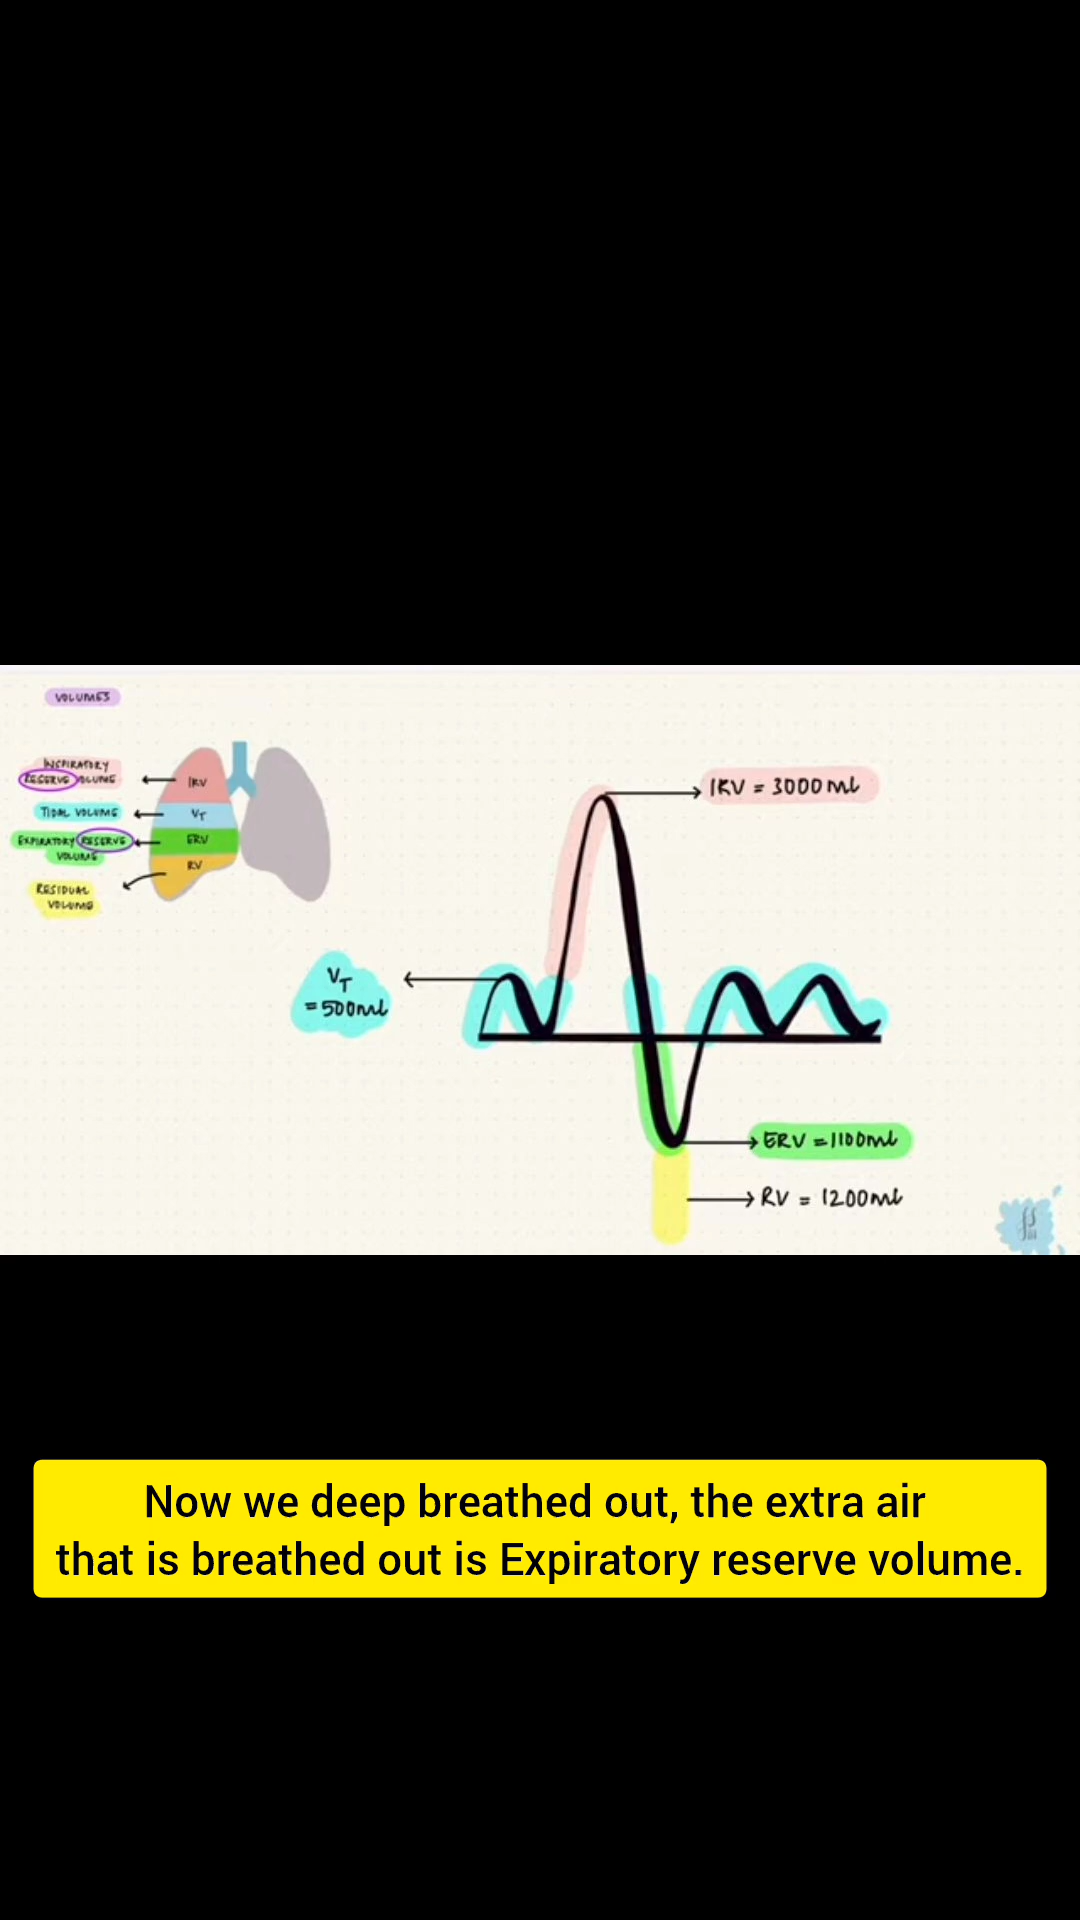 VOLUMES
INSPIRATORY
RESERVE VOLUME
TIDAL VOLUME
EXPIRATORY RESERVE
VOLUME
RESIDUAL
VOLUME
IRV
VT
ERV
RV
IRV = 3000 ml
VT
= 500ml
ERV = 1100ml
RV = 1200ml
Now we deep breathed out, the extra air
that is breathed out is Expiratory reserve volume.